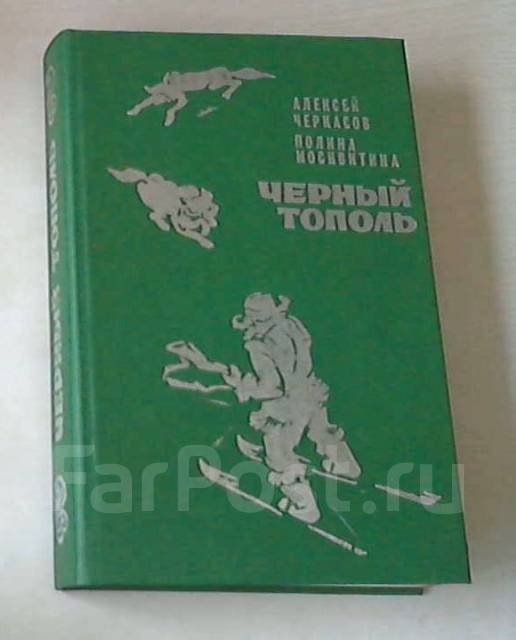 АЛЕКСЕЙ
ЧЕРКАСОВ
ПОЛИНА
МОСКВИТИНА
ЧЕРНЫЙ
ТОПОЛЬ
ЧЕРНЫЙ ТОПОЛЬ
FarPost.ru